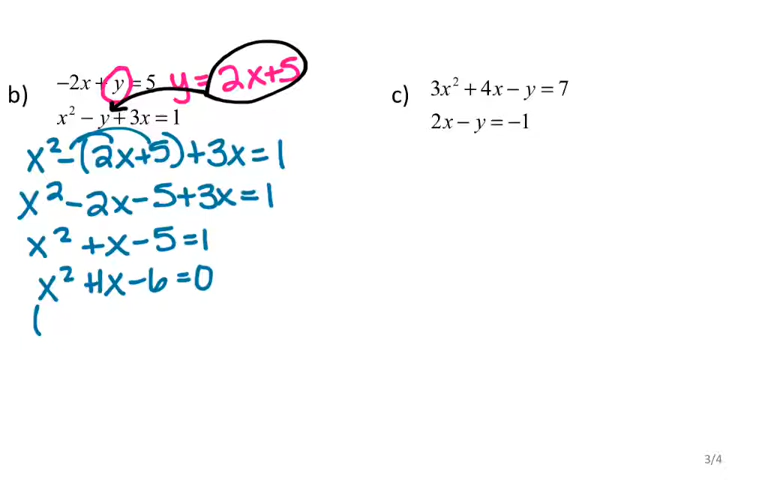 b) −2x + y = 5 y = 2x+5
x² − y + 3x = 1
x² - (2x+5) + 3x = 1
x² - 2x - 5 + 3x = 1
x² + x - 5 = 1
x² + 1x - 6 = 0
(
c) 3x² + 4x − y = 7
2x − y = −1
3/4